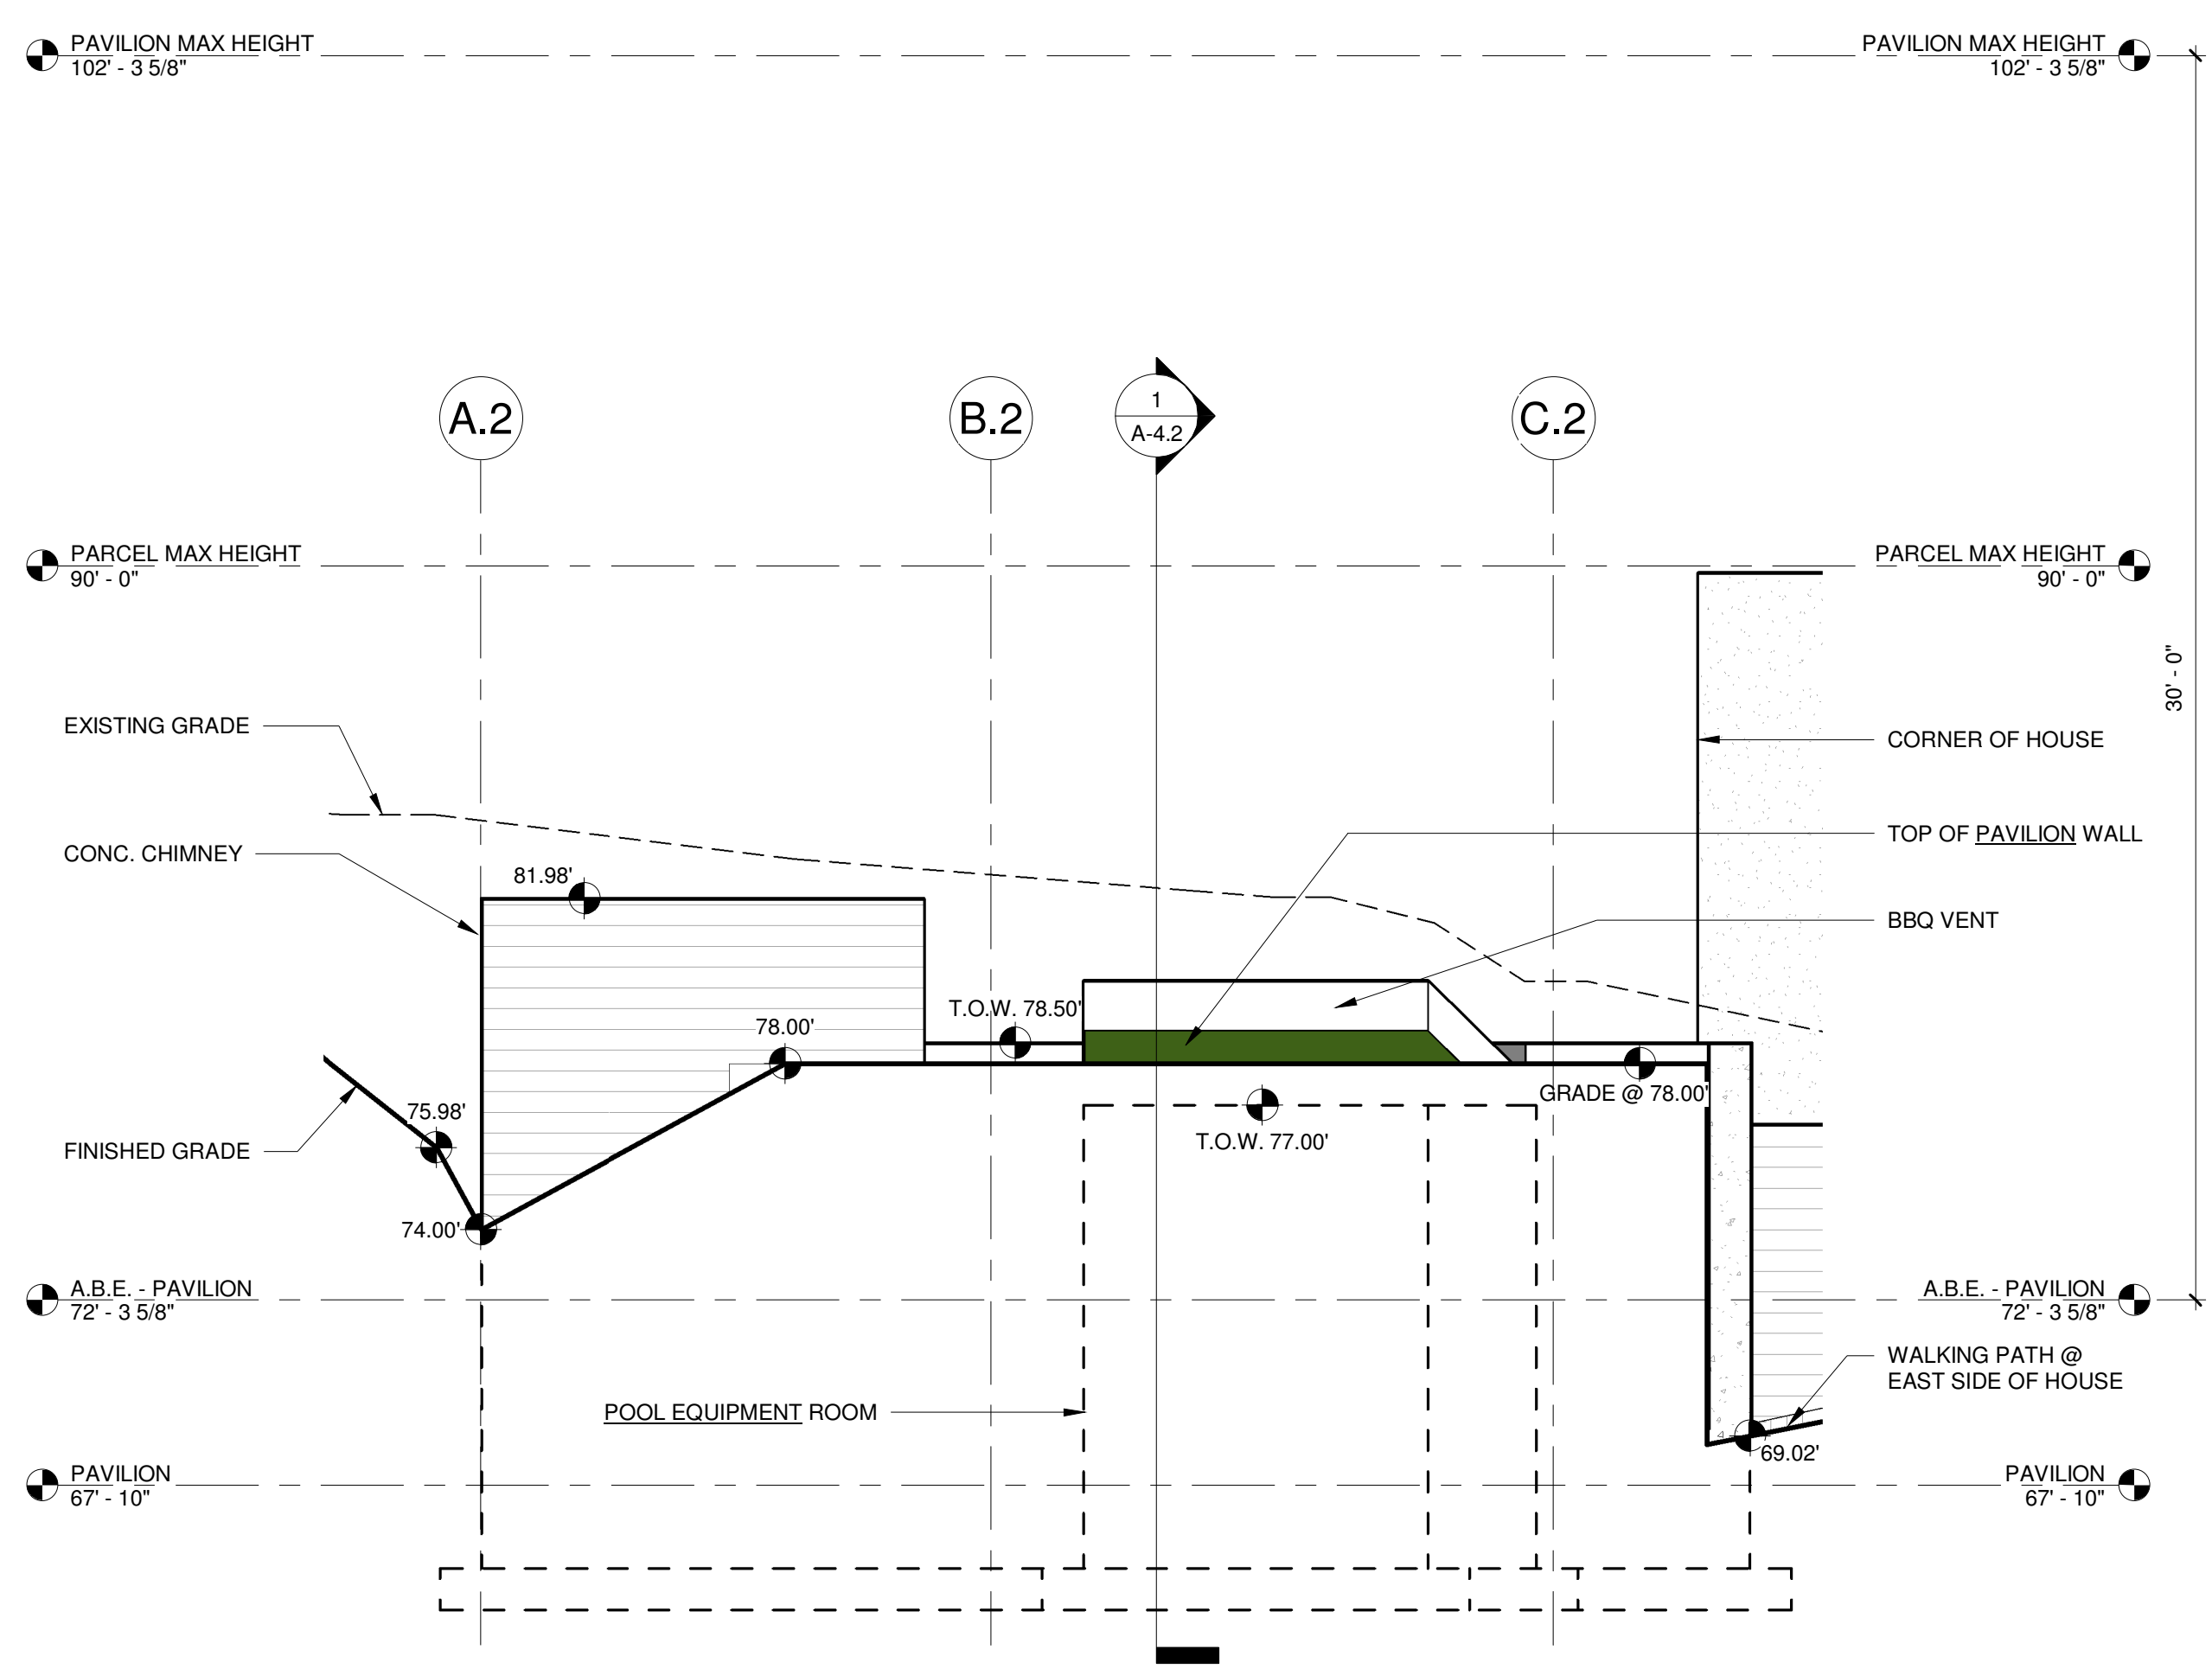 PAVILION MAX HEIGHT
102' - 3 5/8"
PAVILION MAX HEIGHT
102' - 3 5/8"
A.2
B.2
1
A-4.2
C.2
PARCEL MAX HEIGHT
90' - 0"
PARCEL MAX HEIGHT
90' - 0"
30' - 0"
EXISTING GRADE
CORNER OF HOUSE
CONC. CHIMNEY
TOP OF PAVILION WALL
81.98'
BBQ VENT
T.O.W. 78.50'
78.00'
GRADE @ 78.00'
75.98'
T.O.W. 77.00'
FINISHED GRADE
74.00'
A.B.E. - PAVILION
72' - 3 5/8"
A.B.E. - PAVILION
72' - 3 5/8"
WALKING PATH @
EAST SIDE OF HOUSE
POOL EQUIPMENT ROOM
69.02'
PAVILION
67' - 10"
PAVILION
67' - 10"